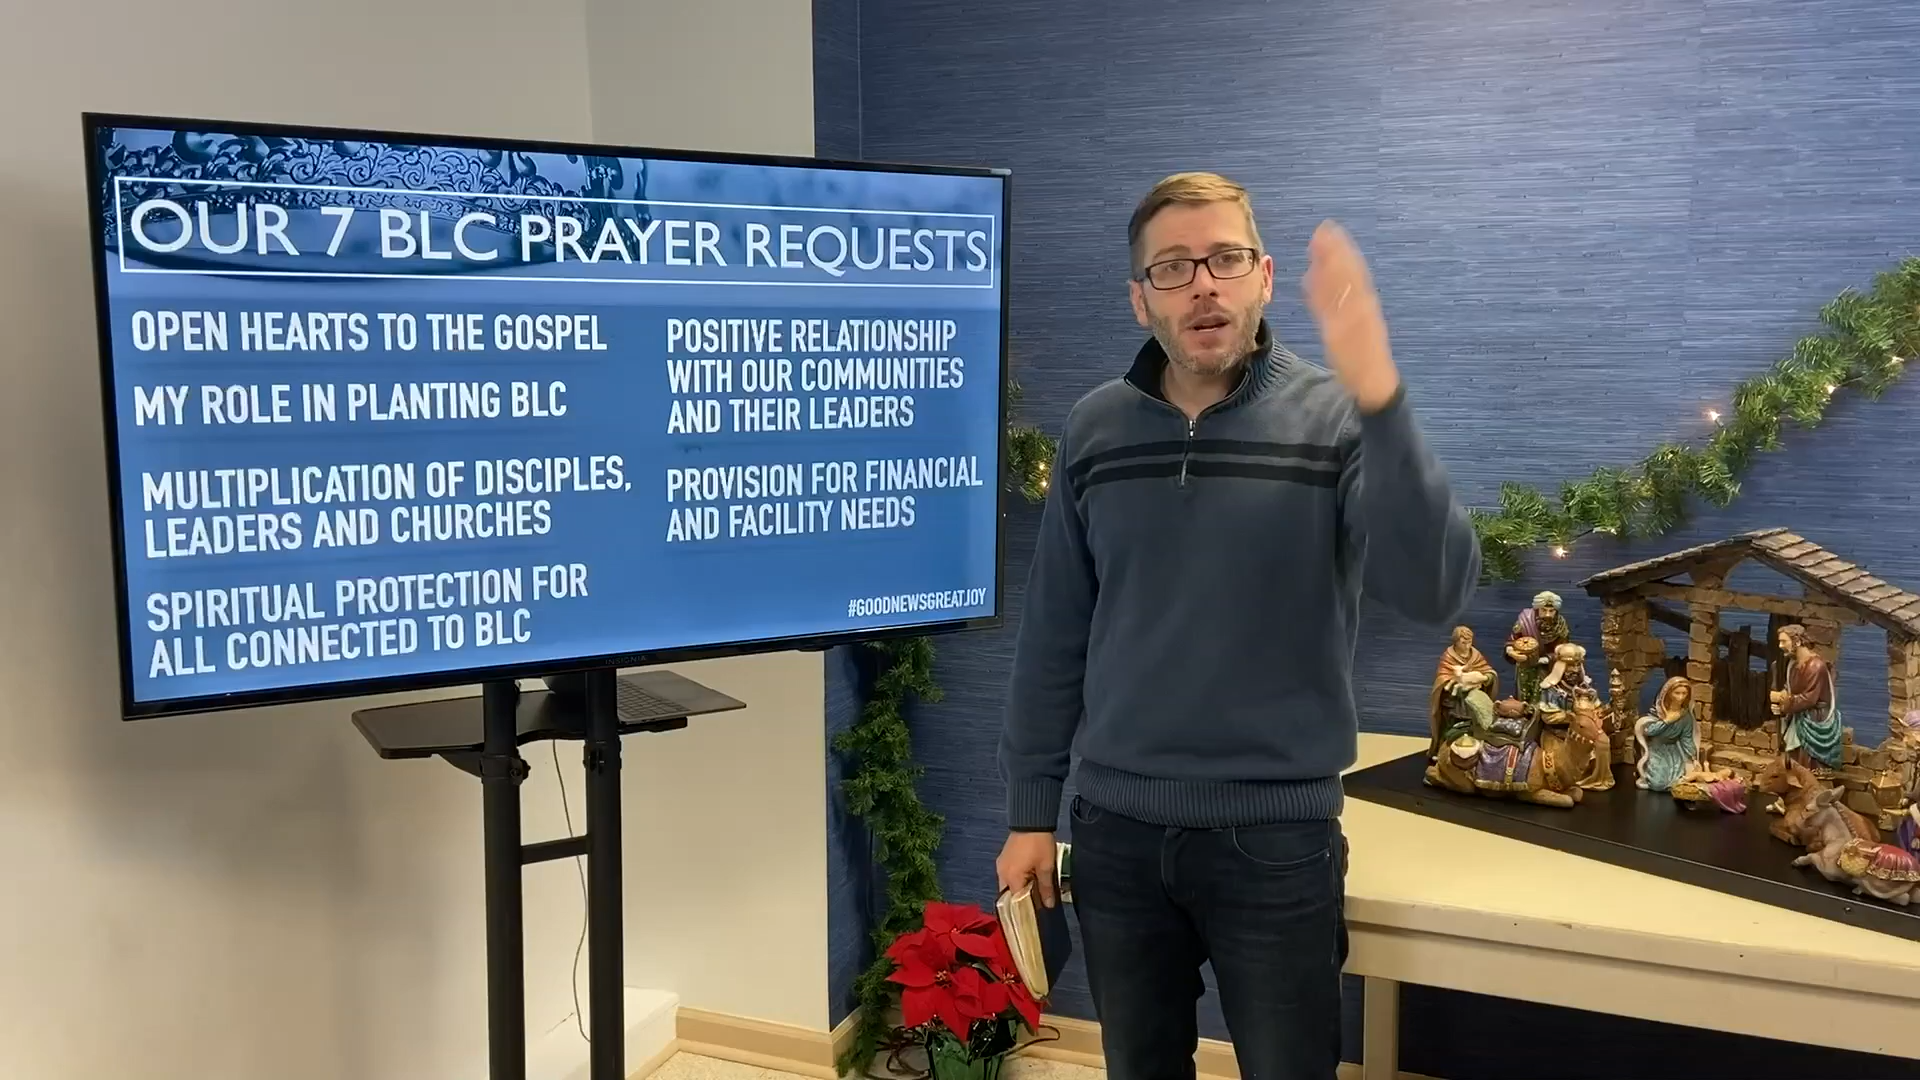 OUR 7 BLC PRAYER REQUESTS
OPEN HEARTS TO THE GOSPEL
MY ROLE IN PLANTING BLC
MULTIPLICATION OF DISCIPLES,
LEADERS AND CHURCHES
SPIRITUAL PROTECTION FOR
ALL CONNECTED TO BLC
POSITIVE RELATIONSHIP
WITH OUR COMMUNITIES
AND THEIR LEADERS
PROVISION FOR FINANCIAL
AND FACILITY NEEDS
#GOODNEWSGREATJOY
INSIGNIA